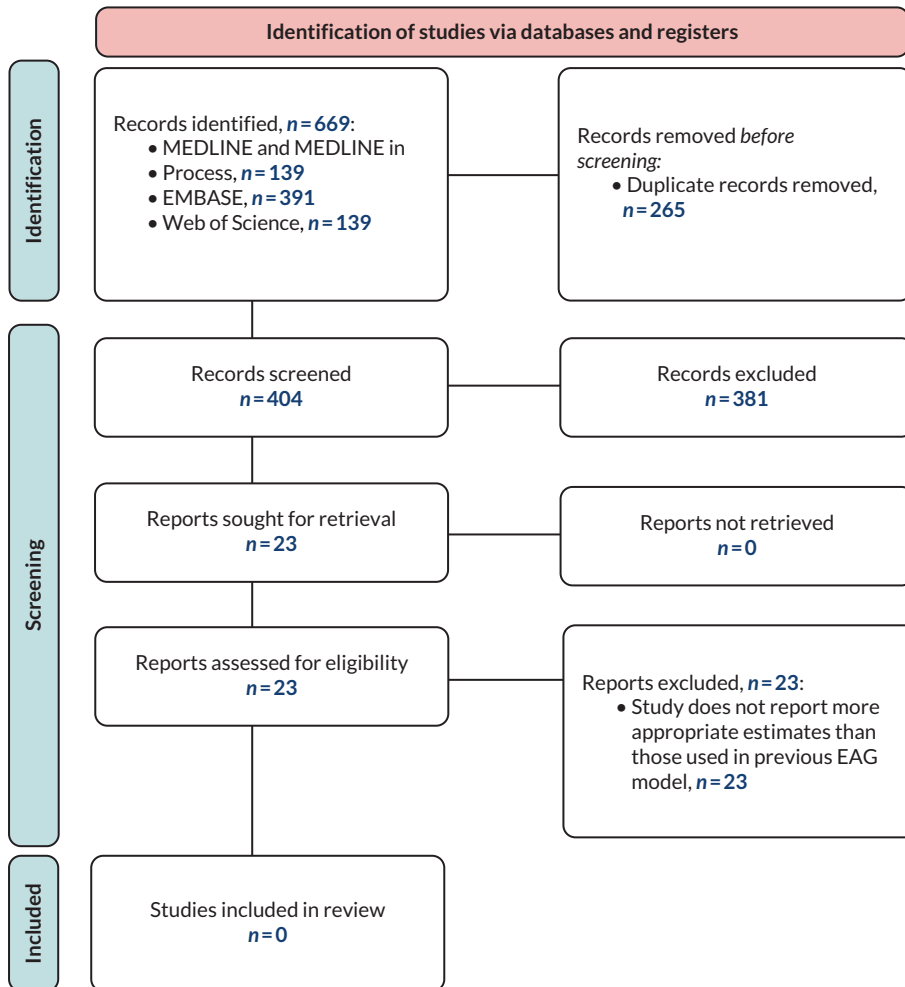 Identification of studies via databases and registers
Identification
Records identified, n = 669:
• MEDLINE and MEDLINE in
• Process, n = 139
• EMBASE, n = 391
• Web of Science, n = 139
Records removed before
screening:
• Duplicate records removed,
n = 265
Screening
Records screened
n = 404
Records excluded
n = 381
Reports sought for retrieval
n = 23
Reports not retrieved
n = 0
Reports assessed for eligibility
n = 23
Reports excluded, n = 23:
• Study does not report more
appropriate estimates than
those used in previous EAG
model, n = 23
Included
Studies included in review
n = 0